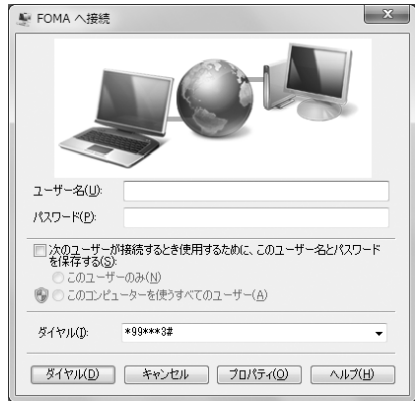 FOMA へ接続
ユーザー名(U):
パスワード(P):
次のユーザーが接続するとき使用するために、このユーザー名とパスワード
を保存する(S):
このユーザーのみ(N)
このコンピューターを使うすべてのユーザー(A)
ダイヤル(I): *99***3#
ダイヤル(D) キャンセル プロパティ(O) ヘルプ(H)